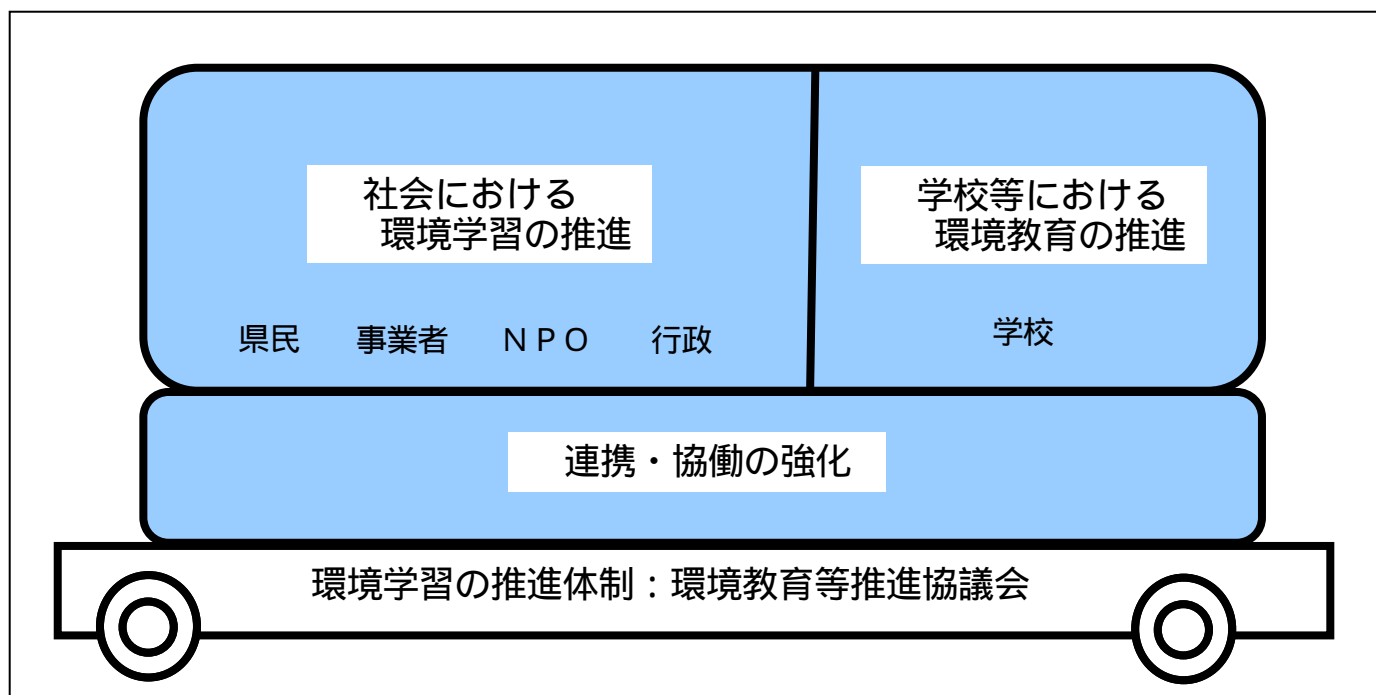 社会における
環境学習の推進
学校等における
環境教育の推進
県民 事業者 ＮＰＯ 行政
学校
連携・協働の強化
環境学習の推進体制：環境教育等推進協議会